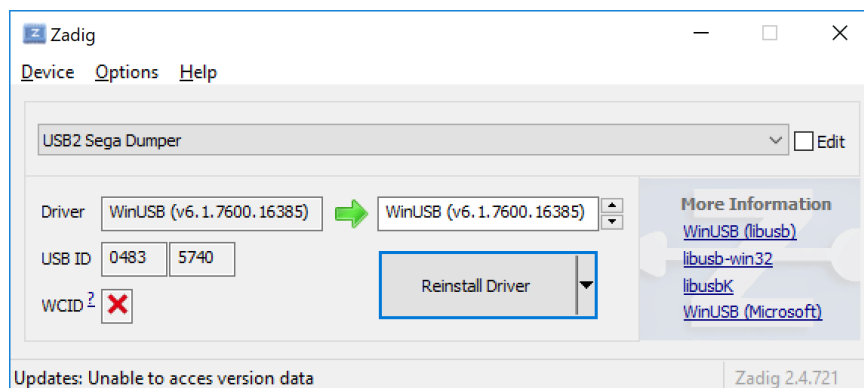 Zadig
Device Options Help
USB2 Sega Dumper
Edit
Driver WinUSB (v6.1.7600.16385) WinUSB (v6.1.7600.16385)
USB ID 0483 5740
WCID ?
Reinstall Driver
More Information
WinUSB (libusb)
libusb-win32
libusbK
WinUSB (Microsoft)
Updates: Unable to acces version data
Zadig 2.4.721